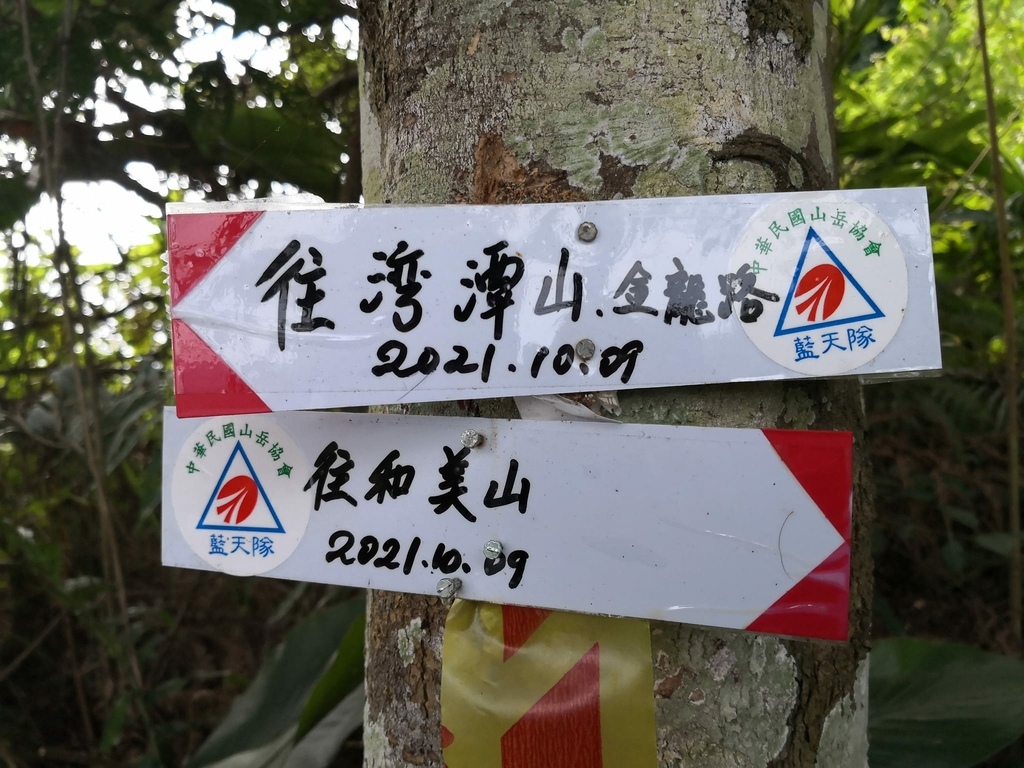 往湾潭山.金龍路
2021.10.09
中華民國山岳協會
藍天隊
中華民國山岳協會
藍天隊
往和美山
2021.10.09